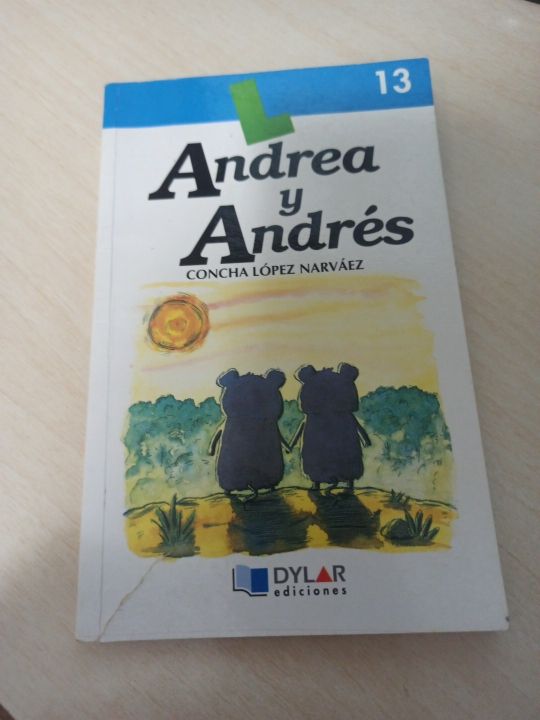 13
Andrea
y
Andrés
CONCHA LÓPEZ NARVÁEZ
DYLAR
ediciones